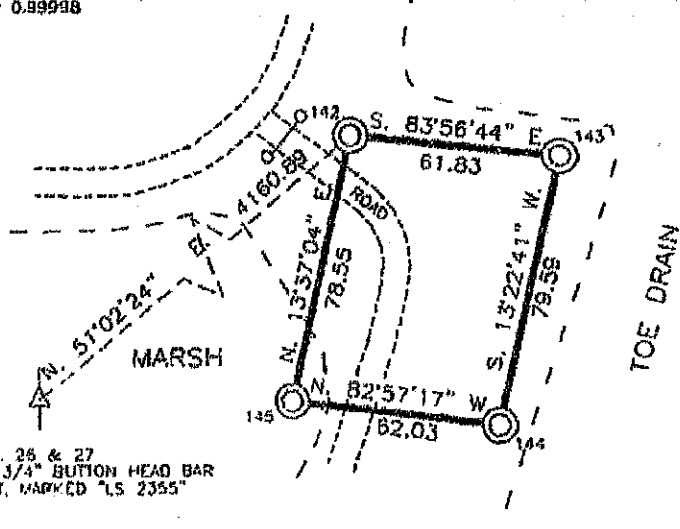 0.99998
142
S. 83°56'44" E.
61.83
143
N. 13°37'04" E.
78.55
ROAD
S. 13°22'41" W.
79.59
TOE DRAIN
N. 51°02'24" E. 4160.89
MARSH
N. 82°57'17" W.
62.03
145
144
. 26 & 27
3/4" BUTTON HEAD BAR
T, MARKED "LS 2355"